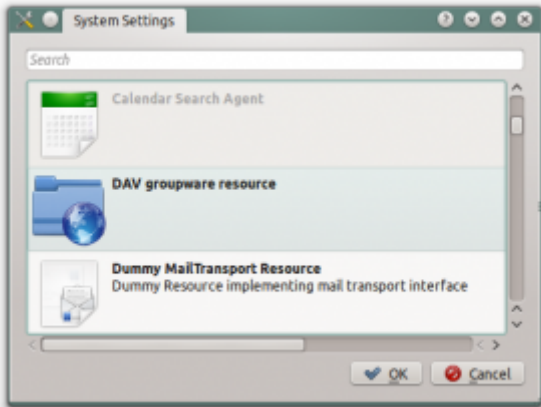 System Settings
Search
Calendar Search Agent
DAV groupware resource
Dummy MailTransport Resource
Dummy Resource implementing mail transport interface
OK
Cancel